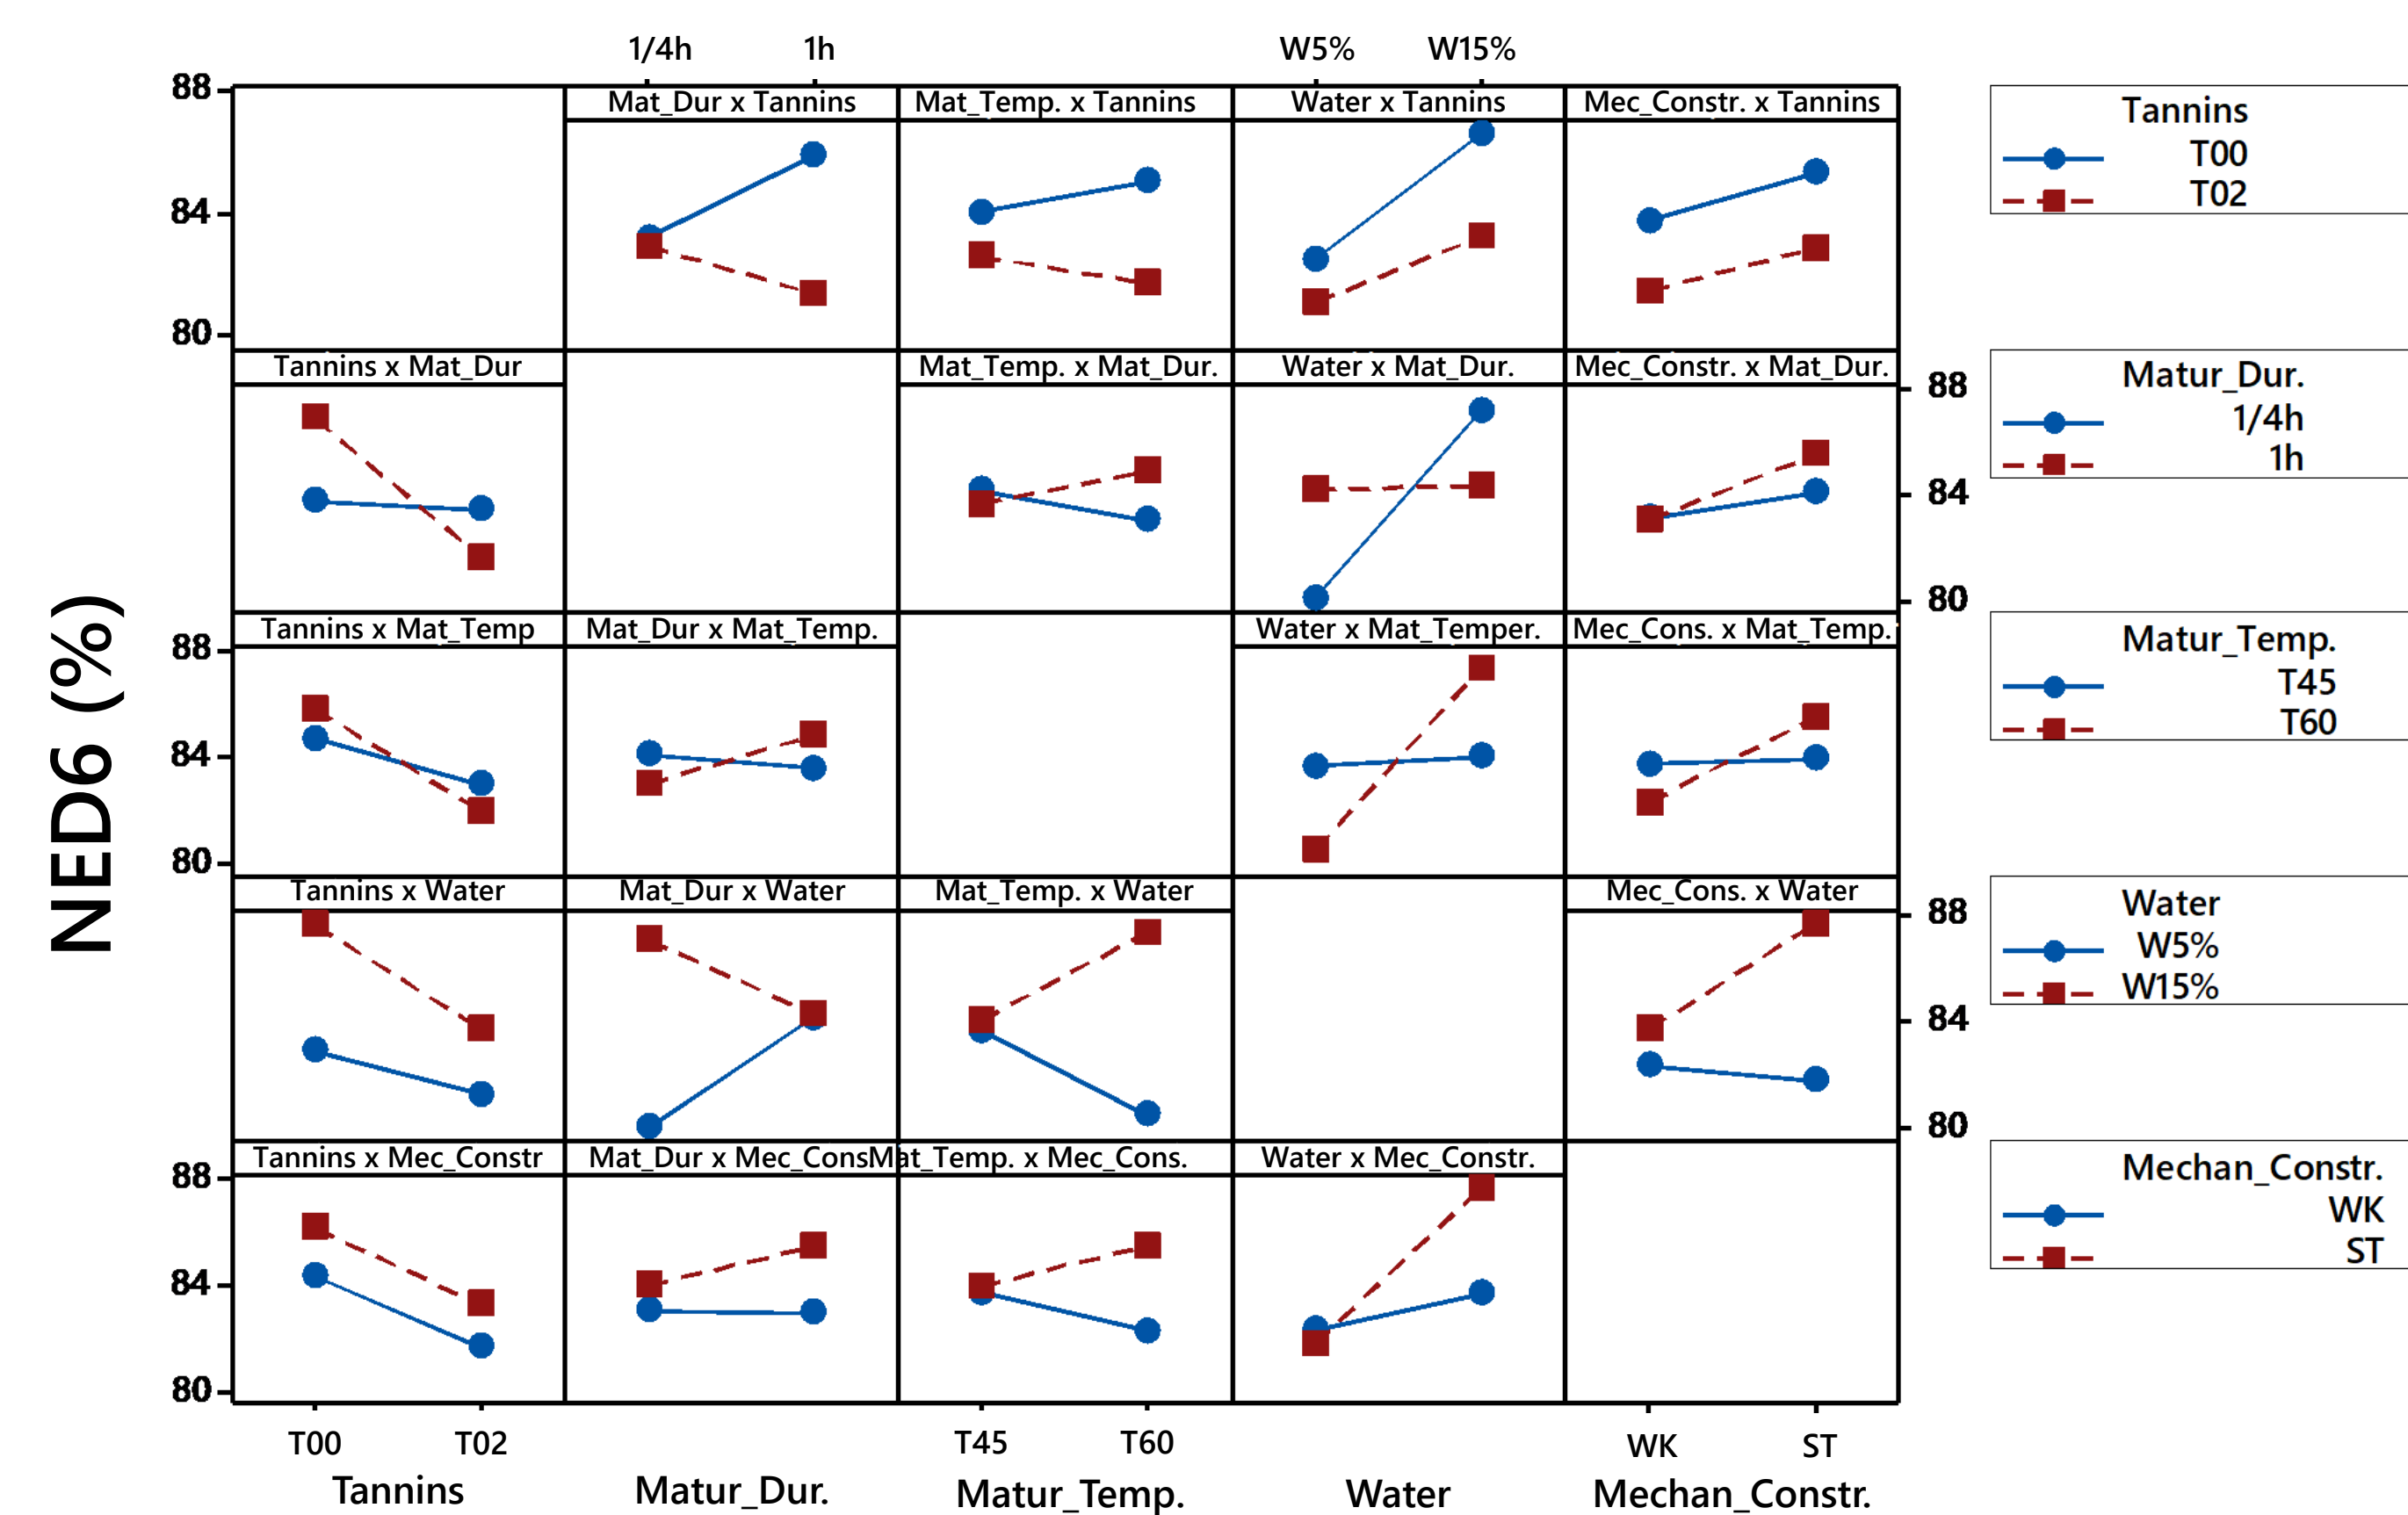 1/4h 1h W5% W15%
88
Mat_Dur x Tannins Mat_Temp. x Tannins Water x Tannins Mec_Constr. x Tannins
84
80
Tannins
T00
T02
Tannins x Mat_Dur Mat_Temp. x Mat_Dur. Water x Mat_Dur. Mec_Constr. x Mat_Dur.
88
84
80
Matur_Dur.
1/4h
1h
NED6 (%)
Tannins x Mat_Temp Mat_Dur x Mat_Temp. Water x Mat_Temper. Mec_Cons. x Mat_Temp.
88
84
80
Matur_Temp.
T45
T60
Tannins x Water Mat_Dur x Water Mat_Temp. x Water Mec_Cons. x Water
88
84
80
Water
W5%
W15%
Tannins x Mec_Constr Mat_Dur x Mec_Cons Mat_Temp. x Mec_Cons. Water x Mec_Constr.
88
84
80
Mechan_Constr.
WK
ST
T00 T02 T45 T60 WK ST
Tannins Matur_Dur. Matur_Temp. Water Mechan_Constr.